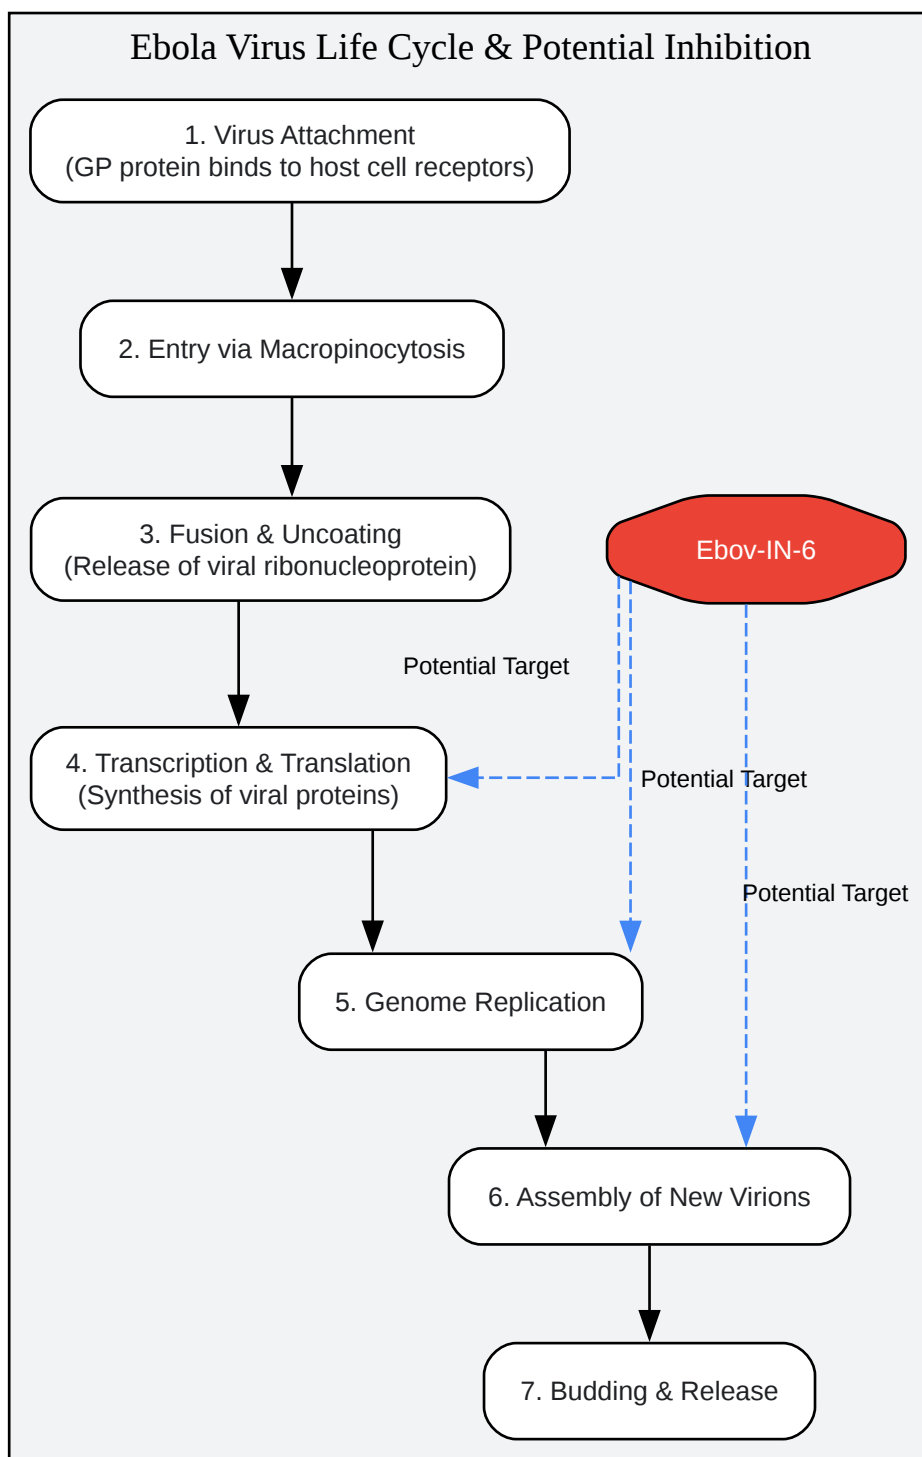 Ebola Virus Life Cycle & Potential Inhibition
1. Virus Attachment
(GP protein binds to host cell receptors)
2. Entry via Macropinocytosis
3. Fusion & Uncoating
(Release of viral ribonucleoprotein)
Ebov-IN-6
Potential Target
4. Transcription & Translation
(Synthesis of viral proteins)
Potential Target
Potential Target
5. Genome Replication
6. Assembly of New Virions
7. Budding & Release